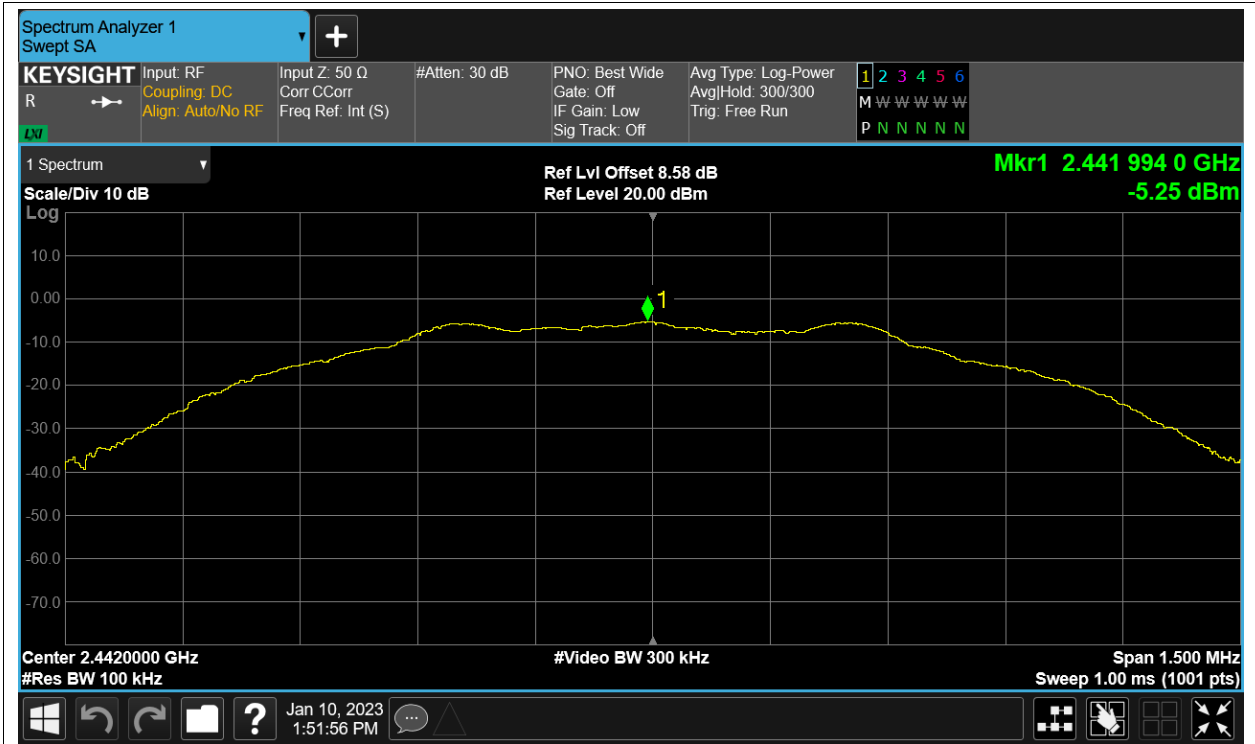 Spectrum Analyzer 1
Swept SA
KEYSIGHT
R
LXI
Input: RF
Coupling: DC
Align: Auto/No RF
Input Z: 50 Ω
Corr CCorr
Freq Ref: Int (S)
#Atten: 30 dB
PNO: Best Wide
Gate: Off
IF Gain: Low
Sig Track: Off
Avg Type: Log-Power
Avg|Hold: 300/300
Trig: Free Run
1 2 3 4 5 6
M W W W W W
P N N N N N
1 Spectrum
Scale/Div 10 dB
Log
Ref Lvl Offset 8.58 dB
Ref Level 20.00 dBm
Mkr1 2.441 994 0 GHz
-5.25 dBm
10.0
0.00
1
-10.0
-20.0
-30.0
-40.0
-50.0
-60.0
-70.0
Center 2.4420000 GHz
#Video BW 300 kHz
Span 1.500 MHz
#Res BW 100 kHz
Sweep 1.00 ms (1001 pts)
?
Jan 10, 2023
1:51:56 PM